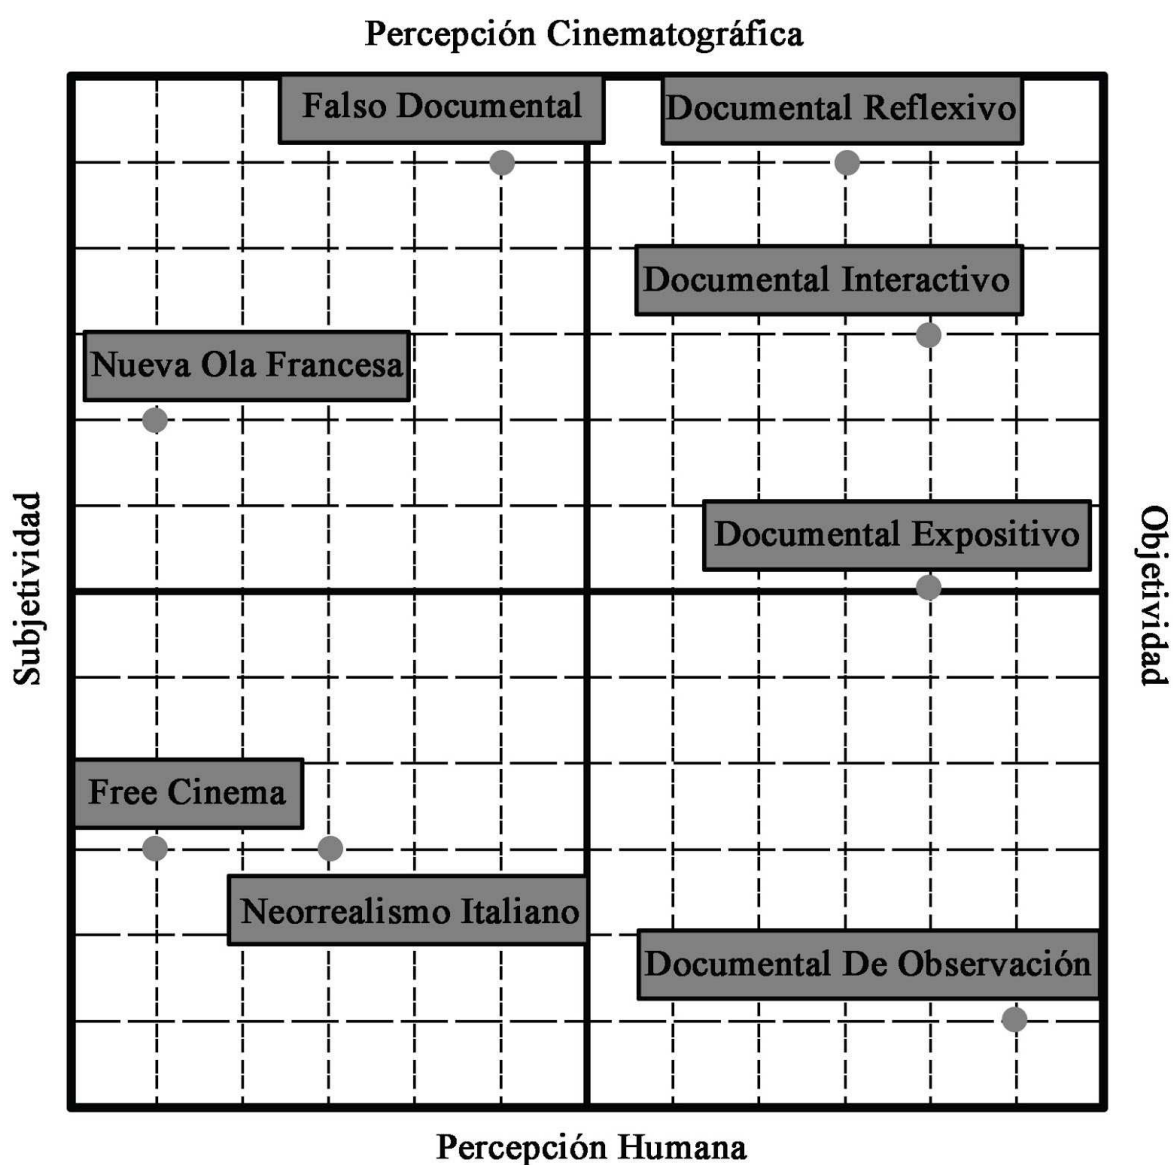 Percepción Cinematográfica
Falso Documental
Documental Reflexivo
Documental Interactivo
Nueva Ola Francesa
Subjetividad
Objetividad
Documental Expositivo
Free Cinema
Neorrealismo Italiano
Documental De Observación
Percepción Humana